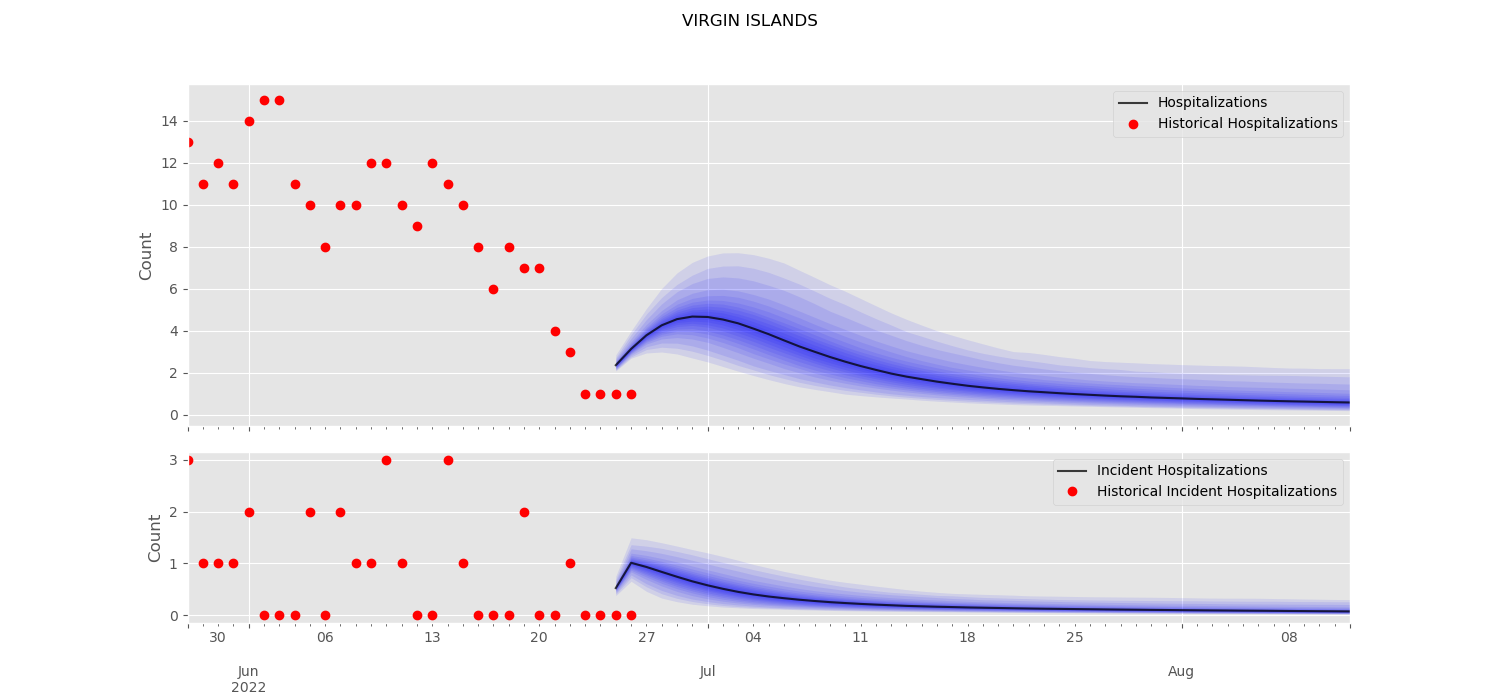 VIRGIN ISLANDS
Hospitalizations
Historical Hospitalizations
14
12
10
8
6
4
2
0
Count
Incident Hospitalizations
Historical Incident Hospitalizations
3
2
1
0
Count
30 06 13 20 27 04 11 18 25 08
Jun Jul Aug
2022